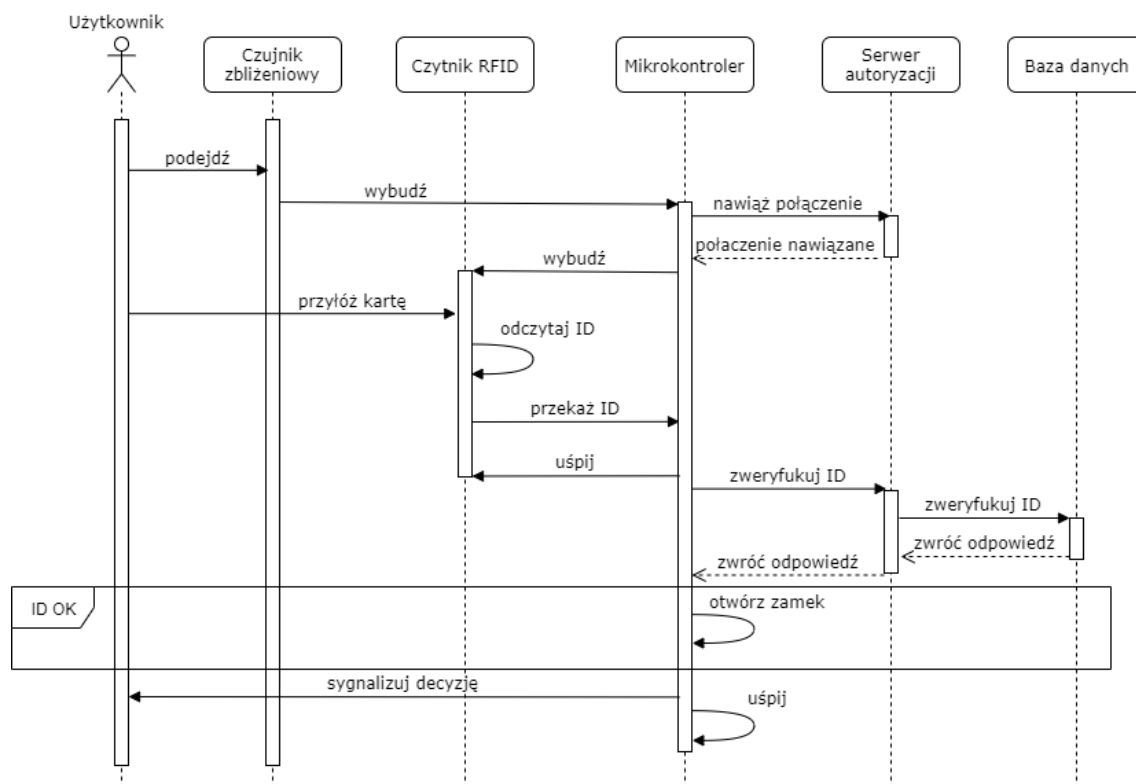 Użytkownik
Czujnik
zbliżeniowy
Czytnik RFID
Mikrokontroler
Serwer
autoryzacji
Baza danych
podejdź
wybudź
nawiąż połączenie
połaczenie nawiązane
wybudź
przyłóż kartę
odczytaj ID
przekaż ID
uśpij
zweryfukuj ID
zweryfukuj ID
zwróć odpowiedź
zwróć odpowiedź
ID OK
otwórz zamek
sygnalizuj decyzję
uśpij